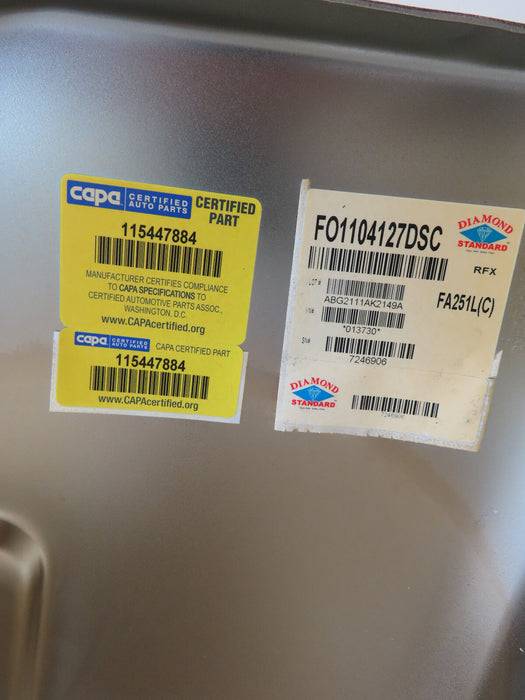 capa CERTIFIED AUTO PARTS CERTIFIED PART
115447884
MANUFACTURER CERTIFIES COMPLIANCE
TO CAPA SPECIFICATIONS TO
CERTIFIED AUTOMOTIVE PARTS ASSOC.,
WASHINGTON, D.C.
www.CAPAcertified.org
capa CERTIFIED AUTO PARTS CAPA CERTIFIED PART
115447884
www.CAPAcertified.org
FO1104127DSC
DIAMOND
STANDARD
RFX
LOT #
ABG2111AK2149A
FA251L(C)
*013730*
S/N#
7246906
DIAMOND
STANDARD
7246906